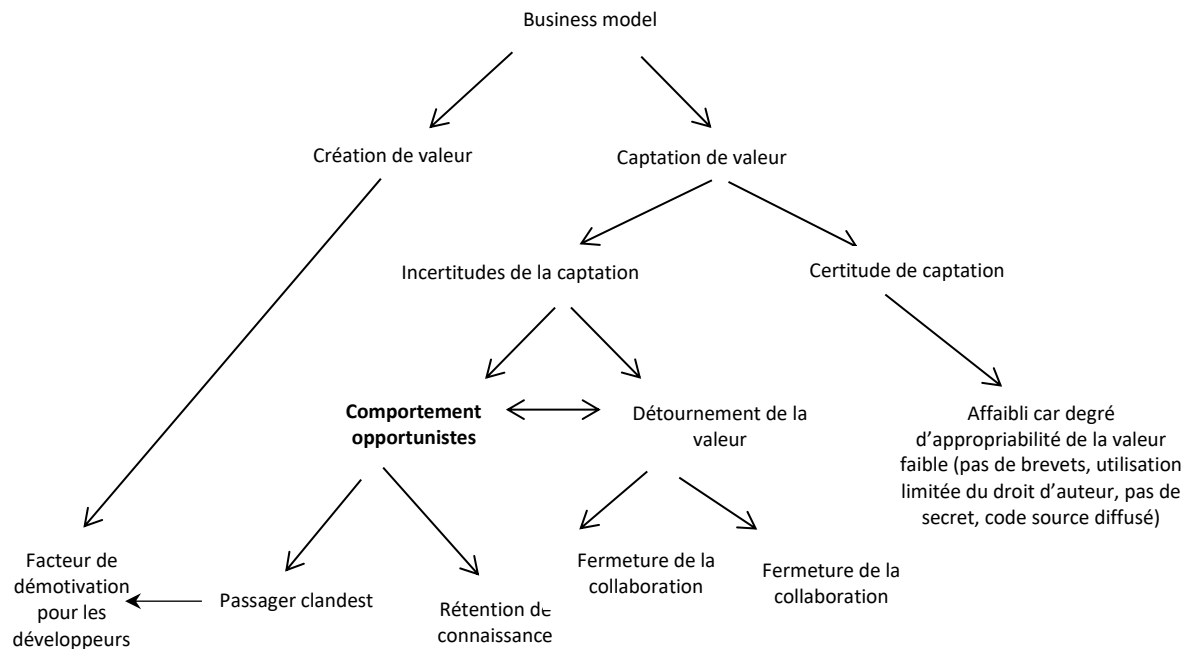 Business model
Création de valeur
Captation de valeur
Incertitudes de la captation
Certitude de captation
Comportement
opportunistes
Détournement de la
valeur
Affaibli car degré
d’appropriabilité de la valeur
faible (pas de brevets, utilisation
limitée du droit d’auteur, pas de
secret, code source diffusé)
Facteur de
démotivation
pour les
développeurs
Passager clandest
Rétention de
connaissance
Fermeture de la
collaboration
Fermeture de la
collaboration